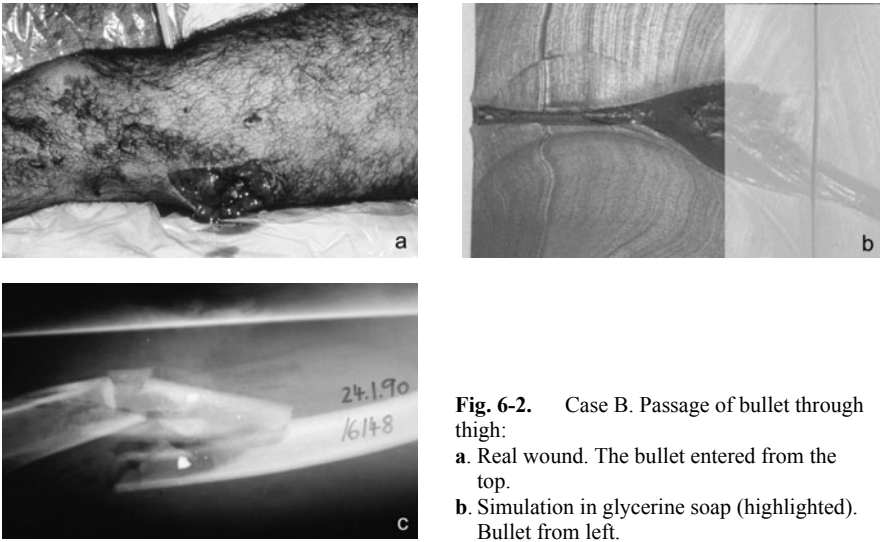 a
b
24.1.90
16148
c
Fig. 6-2. Case B. Passage of bullet through
thigh:
a. Real wound. The bullet entered from the
top.
b. Simulation in glycerine soap (highlighted).
Bullet from left.